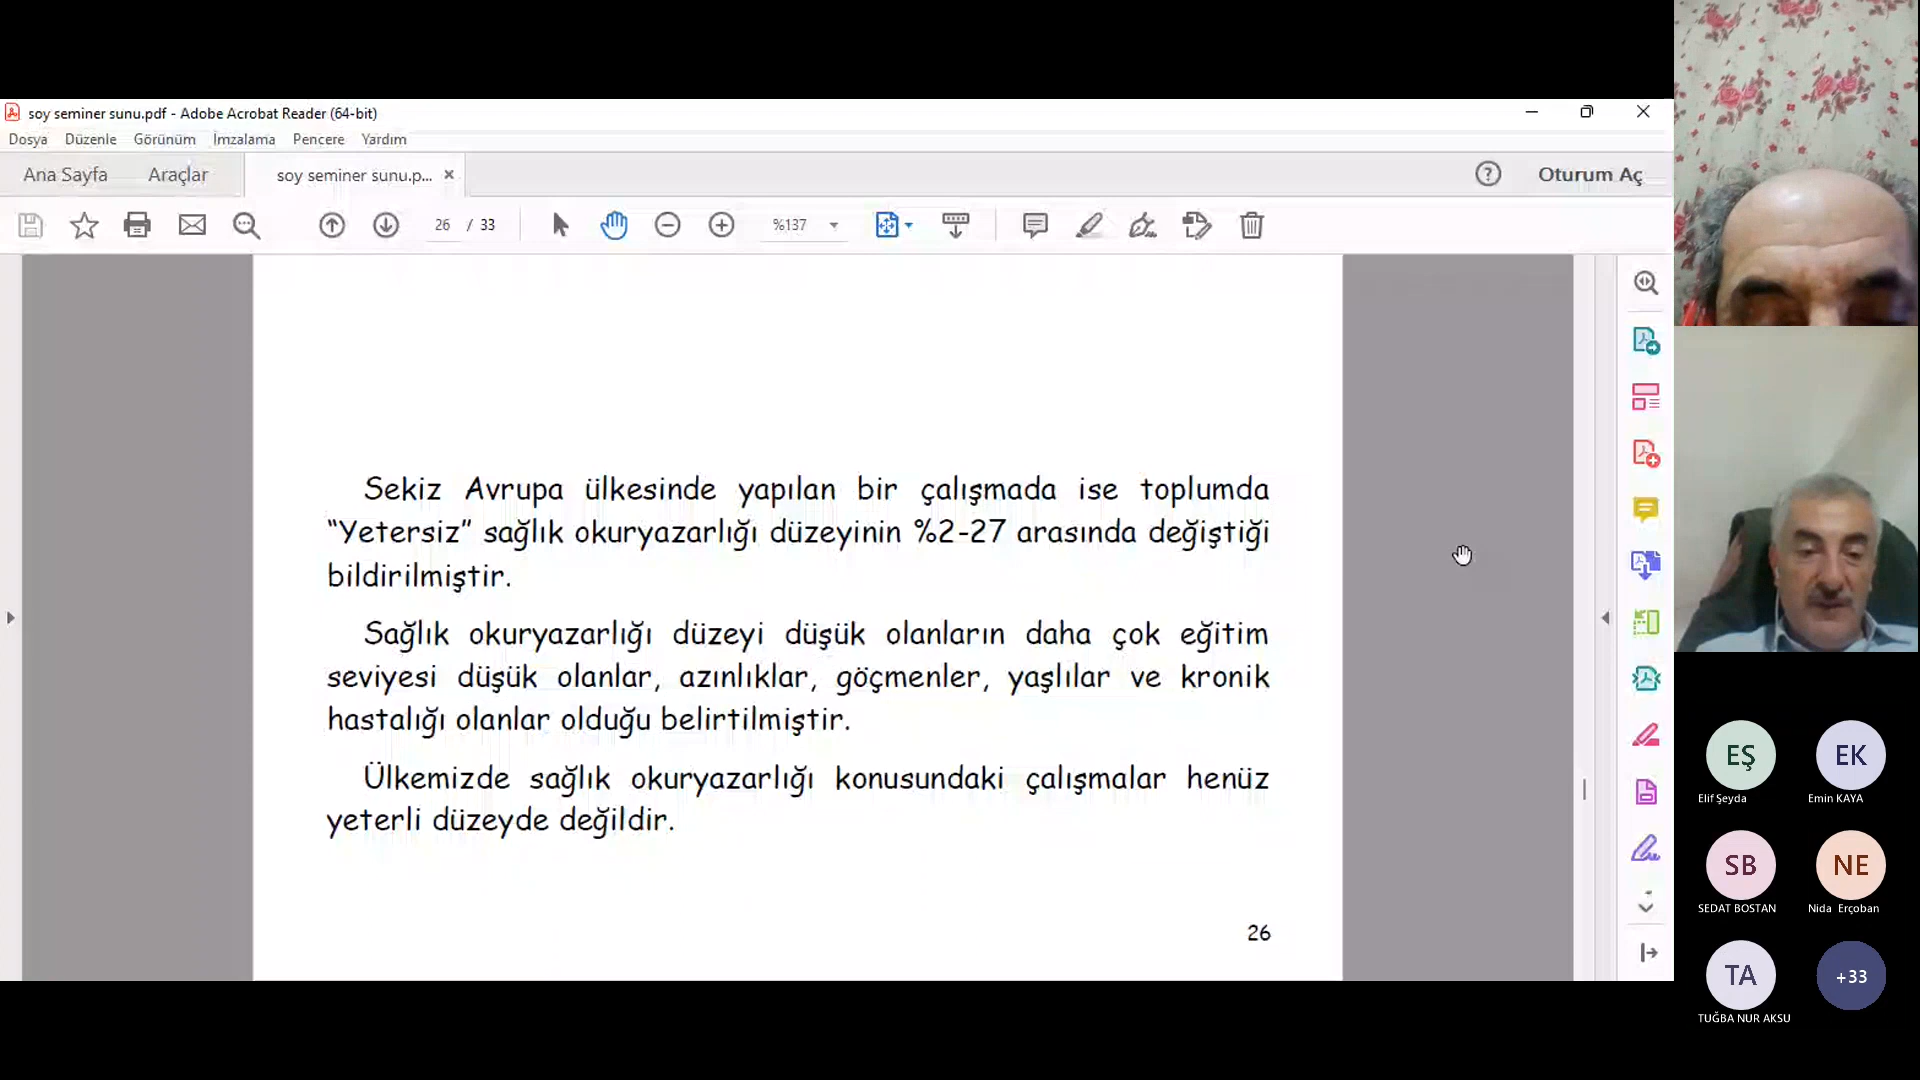 soy seminer sunu.pdf - Adobe Acrobat Reader (64-bit)
Dosya Düzenle Görünüm İmzalama Pencere Yardım
Ana Sayfa Araçlar soy seminer sunu.p... Oturum Aç
26 / 33 %137
Sekiz Avrupa ülkesinde yapılan bir çalışmada ise toplumda
“Yetersiz” sağlık okuryazarlığı düzeyinin %2-27 arasında değiştiği
bildirilmiştir.
Sağlık okuryazarlığı düzeyi düşük olanların daha çok eğitim
seviyesi düşük olanlar, azınlıklar, göçmenler, yaşlılar ve kronik
hastalığı olanlar olduğu belirtilmiştir.
Ülkemizde sağlık okuryazarlığı konusundaki çalışmalar henüz
yeterli düzeyde değildir.
26
EŞ EK
Elif Şeyda Emin KAYA
SB NE
SEDAT BOSTAN Nida Erçoban
TA +33
TUĞBA NUR AKSU